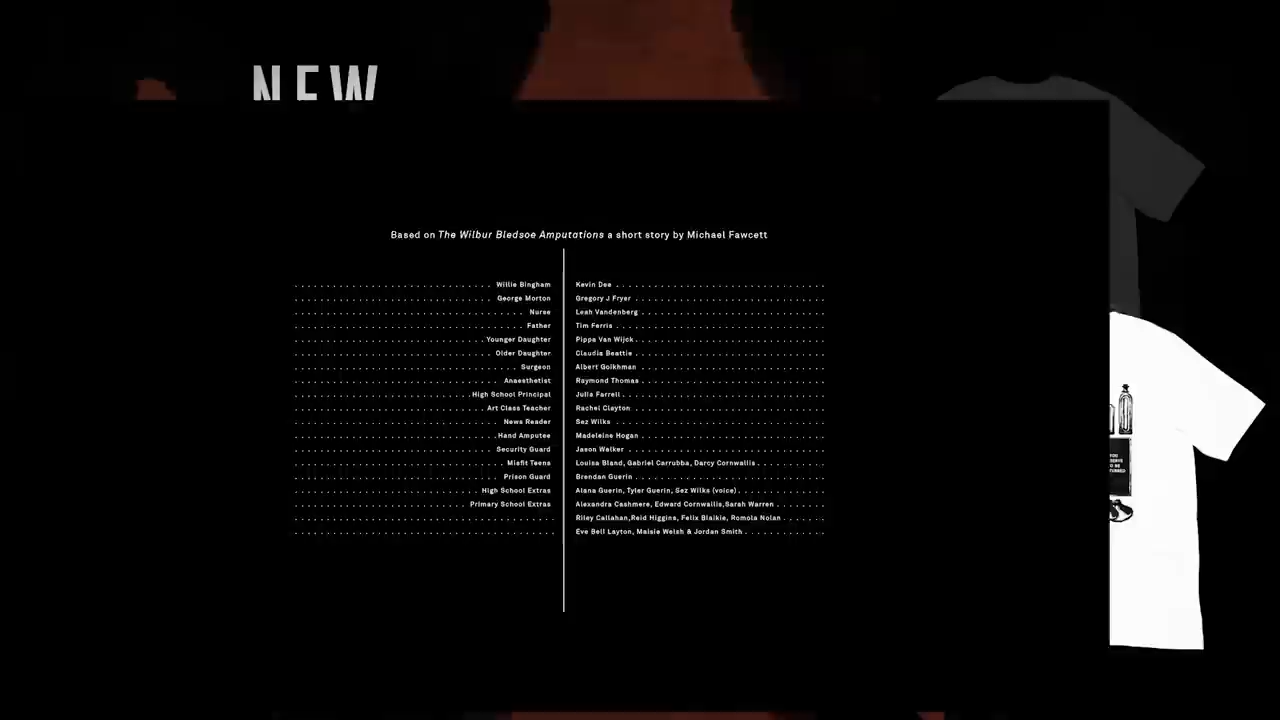 NEW
Based on The Wilbur Bledsoe Amputations a short story by Michael Fawcett
Willie Bingham Kevin Dee
George Morton Gregory J Fryer
Nurse Leah Vandenberg
Father Tim Ferris
Younger Daughter Pippa Van Wijck
Older Daughter Claudia Beattie
Surgeon Albert Goikhman
Anaesthetist Raymond Thomas
High School Principal Julia Farrell
Art Class Teacher Rachel Clayton
News Reader Sez Wilks
Hand Amputee Madeleine Hogan
Security Guard Jason Walker
Misfit Teens Louisa Bland, Gabriel Carrubba, Darcy Cornwallis
Prison Guard Brendan Guerin
High School Extras Alana Guerin, Tyler Guerin, Sez Wilks (voice)
Primary School Extras Alexandra Cashmere, Edward Cornwallis,Sarah Warren
Riley Callahan,Reid Higgins, Felix Blaikie, Romola Nolan
Eve Bell Layton, Maisie Welsh & Jordan Smith